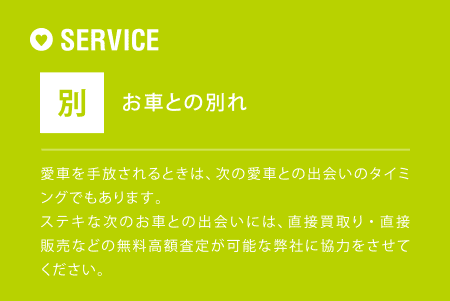 SERVICE
別
お車との別れ
愛車を手放されるときは、次の愛車との出会いのタイミ
ングでもあります。
ステキな次のお車との出会いには、直接買取り・直接
販売などの無料高額査定が可能な弊社に協力をさせて
ください。